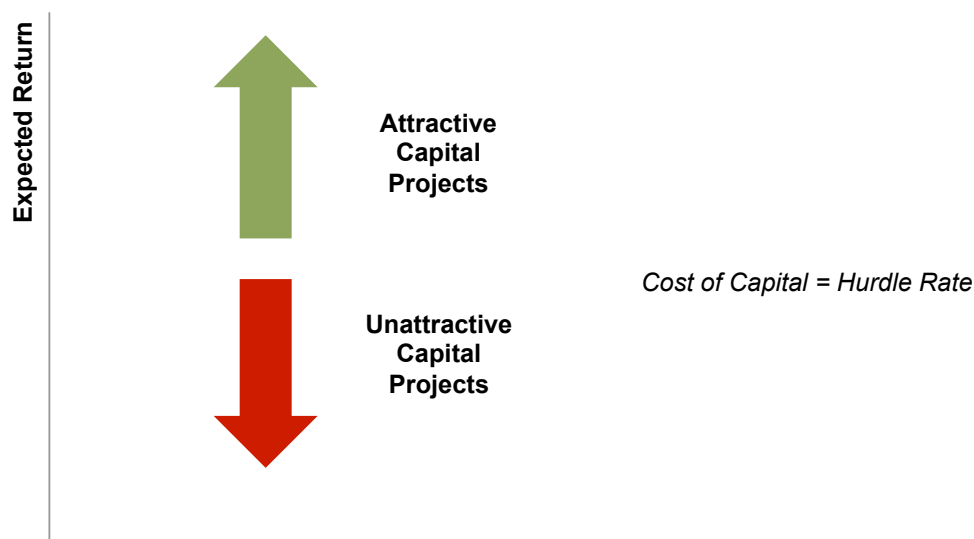 Expected Return
Attractive
Capital
Projects
Cost of Capital = Hurdle Rate
Unattractive
Capital
Projects